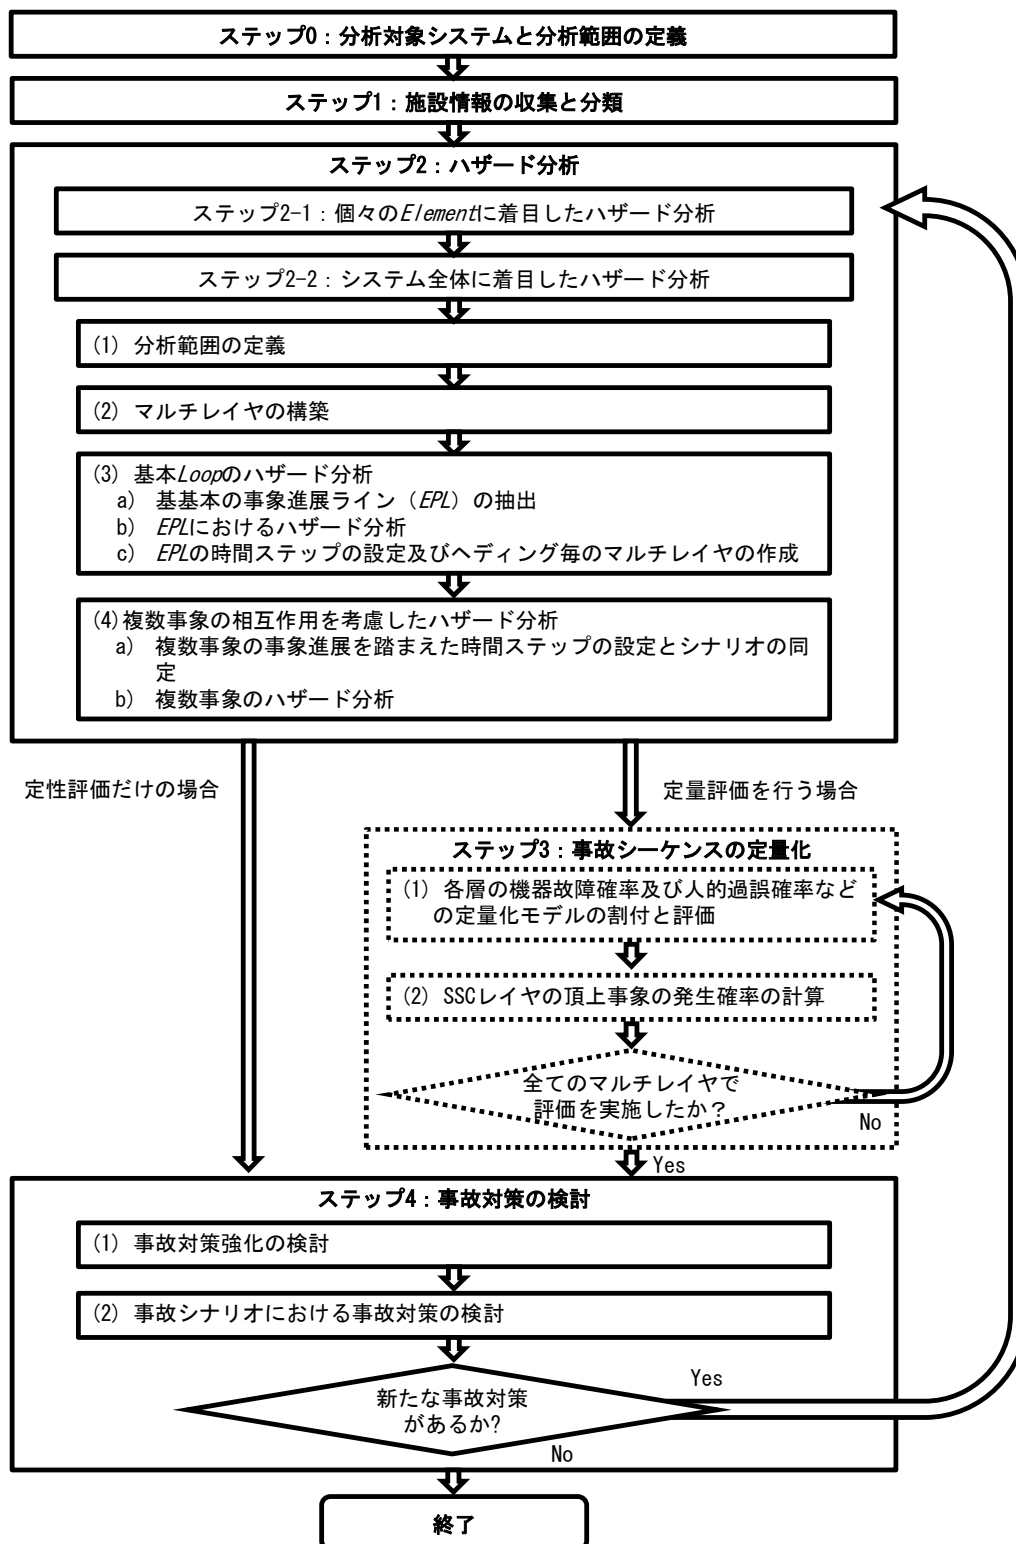 ステップ0：分析対象システムと分析範囲の定義
ステップ1：施設情報の収集と分類
ステップ2：ハザード分析
ステップ2-1：個々のElementに着目したハザード分析
ステップ2-2：システム全体に着目したハザード分析
(1) 分析範囲の定義
(2) マルチレイヤの構築
(3) 基本Loopのハザード分析
a) 基基本の事象進展ライン（EPL）の抽出
b) EPLにおけるハザード分析
c) EPLの時間ステップの設定及びヘディング毎のマルチレイヤの作成
(4)複数事象の相互作用を考慮したハザード分析
a) 複数事象の事象進展を踏まえた時間ステップの設定とシナリオの同
定
b) 複数事象のハザード分析
定性評価だけの場合
定量評価を行う場合
ステップ3：事故シーケンスの定量化
(1) 各層の機器故障確率及び人的過誤確率など
の定量化モデルの割付と評価
(2) SSCレイヤの頂上事象の発生確率の計算
全てのマルチレイヤで
評価を実施したか？
No
Yes
ステップ4：事故対策の検討
(1) 事故対策強化の検討
(2) 事故シナリオにおける事故対策の検討
新たな事故対策
があるか?
Yes
No
終了